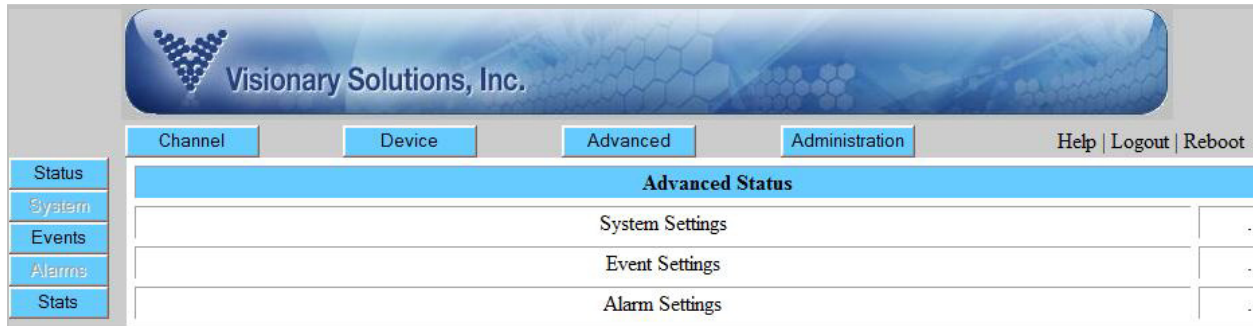 Visionary Solutions, Inc.
Channel Device Advanced Administration Help | Logout | Reboot
Status
System
Events
Alarms
Stats
Advanced Status
System Settings .
Event Settings .
Alarm Settings .